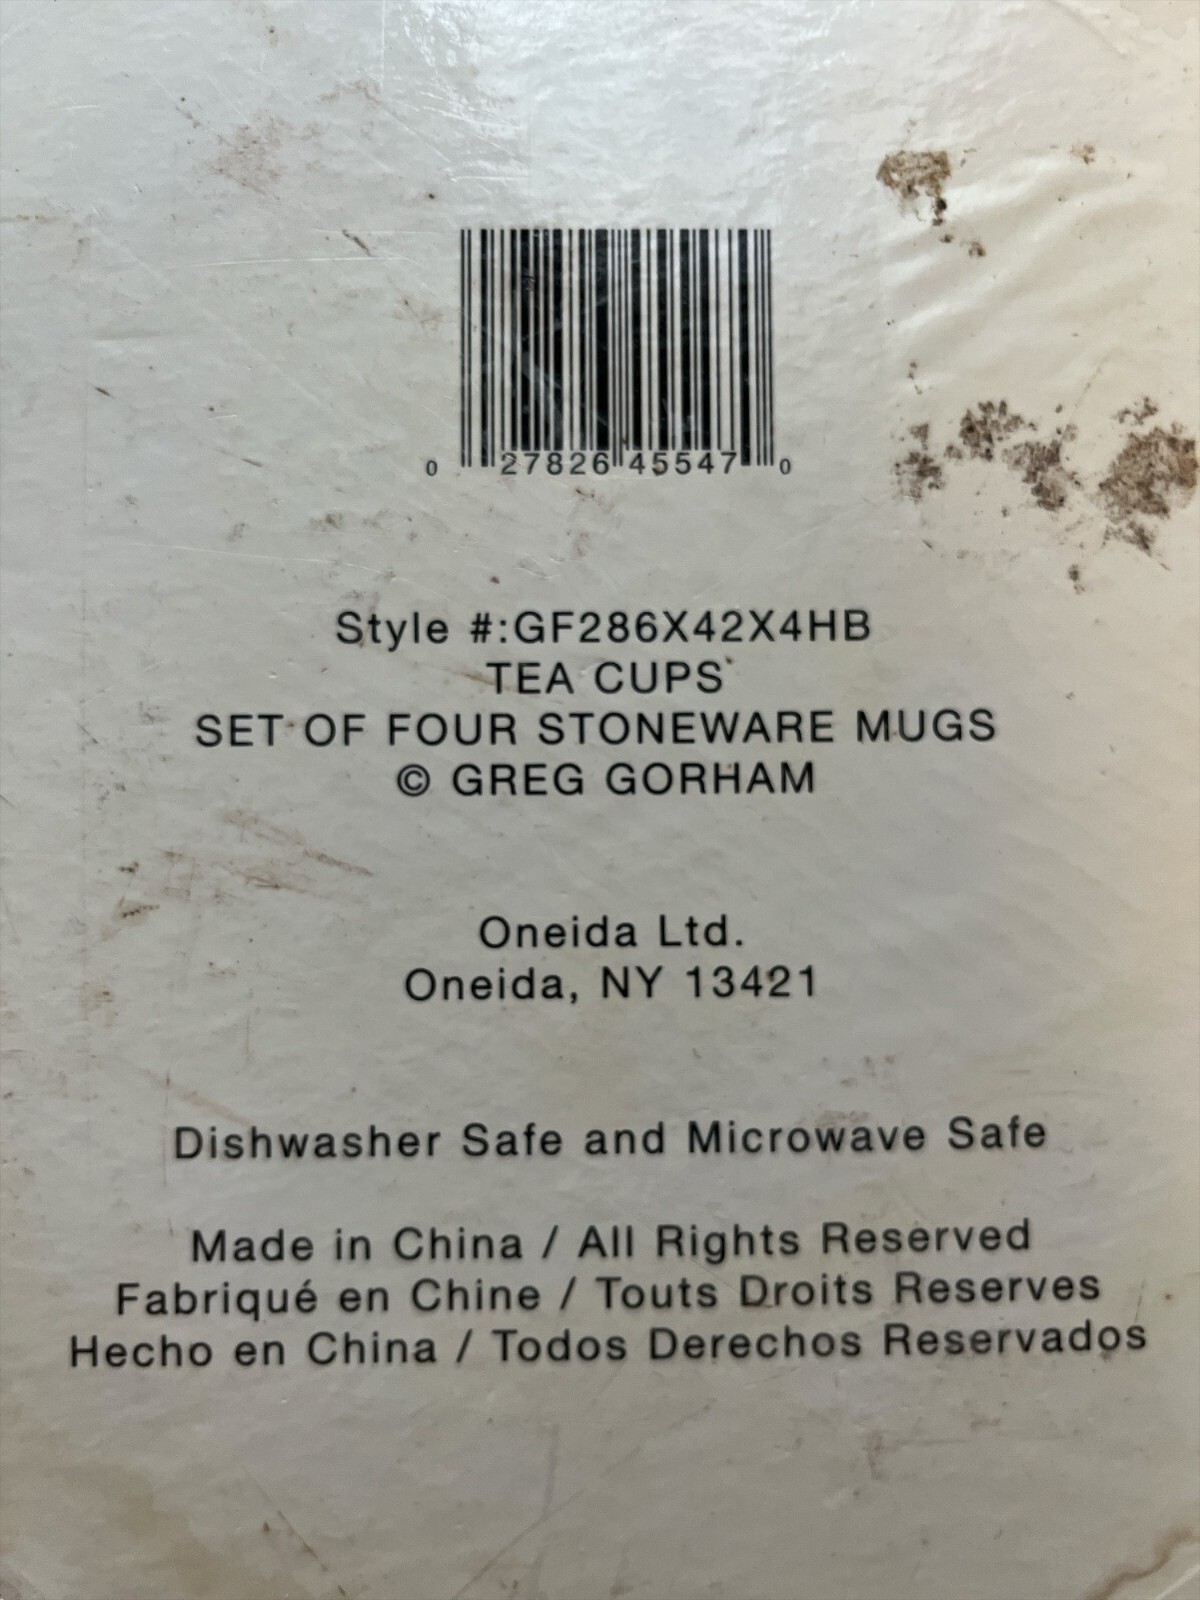 0 27826 45547 0
Style #:GF286X42X4HB
TEA CUPS
SET OF FOUR STONEWARE MUGS
© GREG GORHAM
Oneida Ltd.
Oneida, NY 13421
Dishwasher Safe and Microwave Safe
Made in China / All Rights Reserved
Fabriqué en Chine / Touts Droits Reserves
Hecho en China / Todos Derechos Reservados